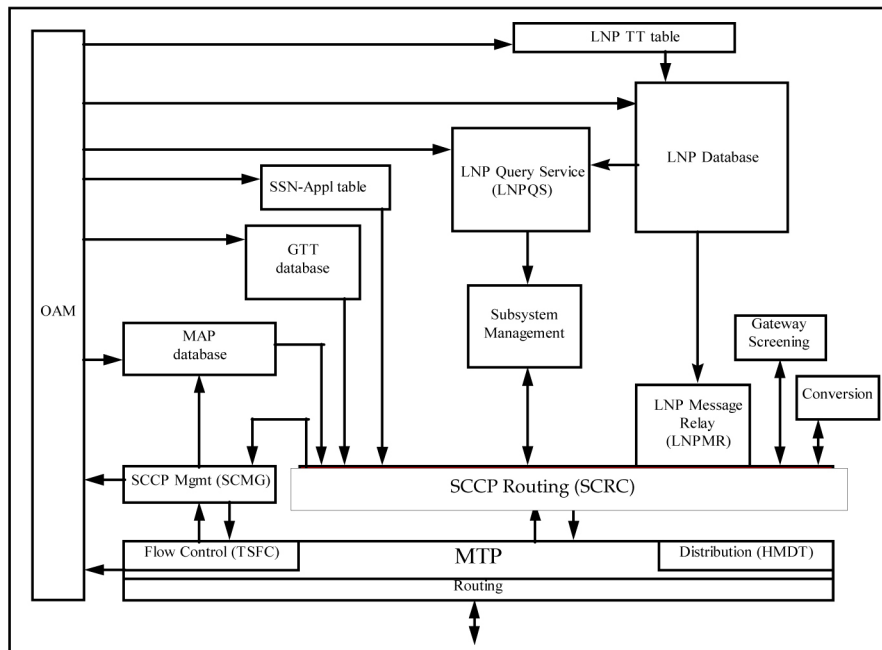 LNP TT table
LNP Database
LNP Query Service
(LNPQS)
SSN-Appl table
GTT
database
OAM
Subsystem
Management
MAP
database
Gateway
Screening
Conversion
LNP Message
Relay
(LNPMR)
SCCP Mgmt (SCMG)
SCCP Routing (SCRC)
Flow Control (TSFC)
MTP
Distribution (HMDT)
Routing